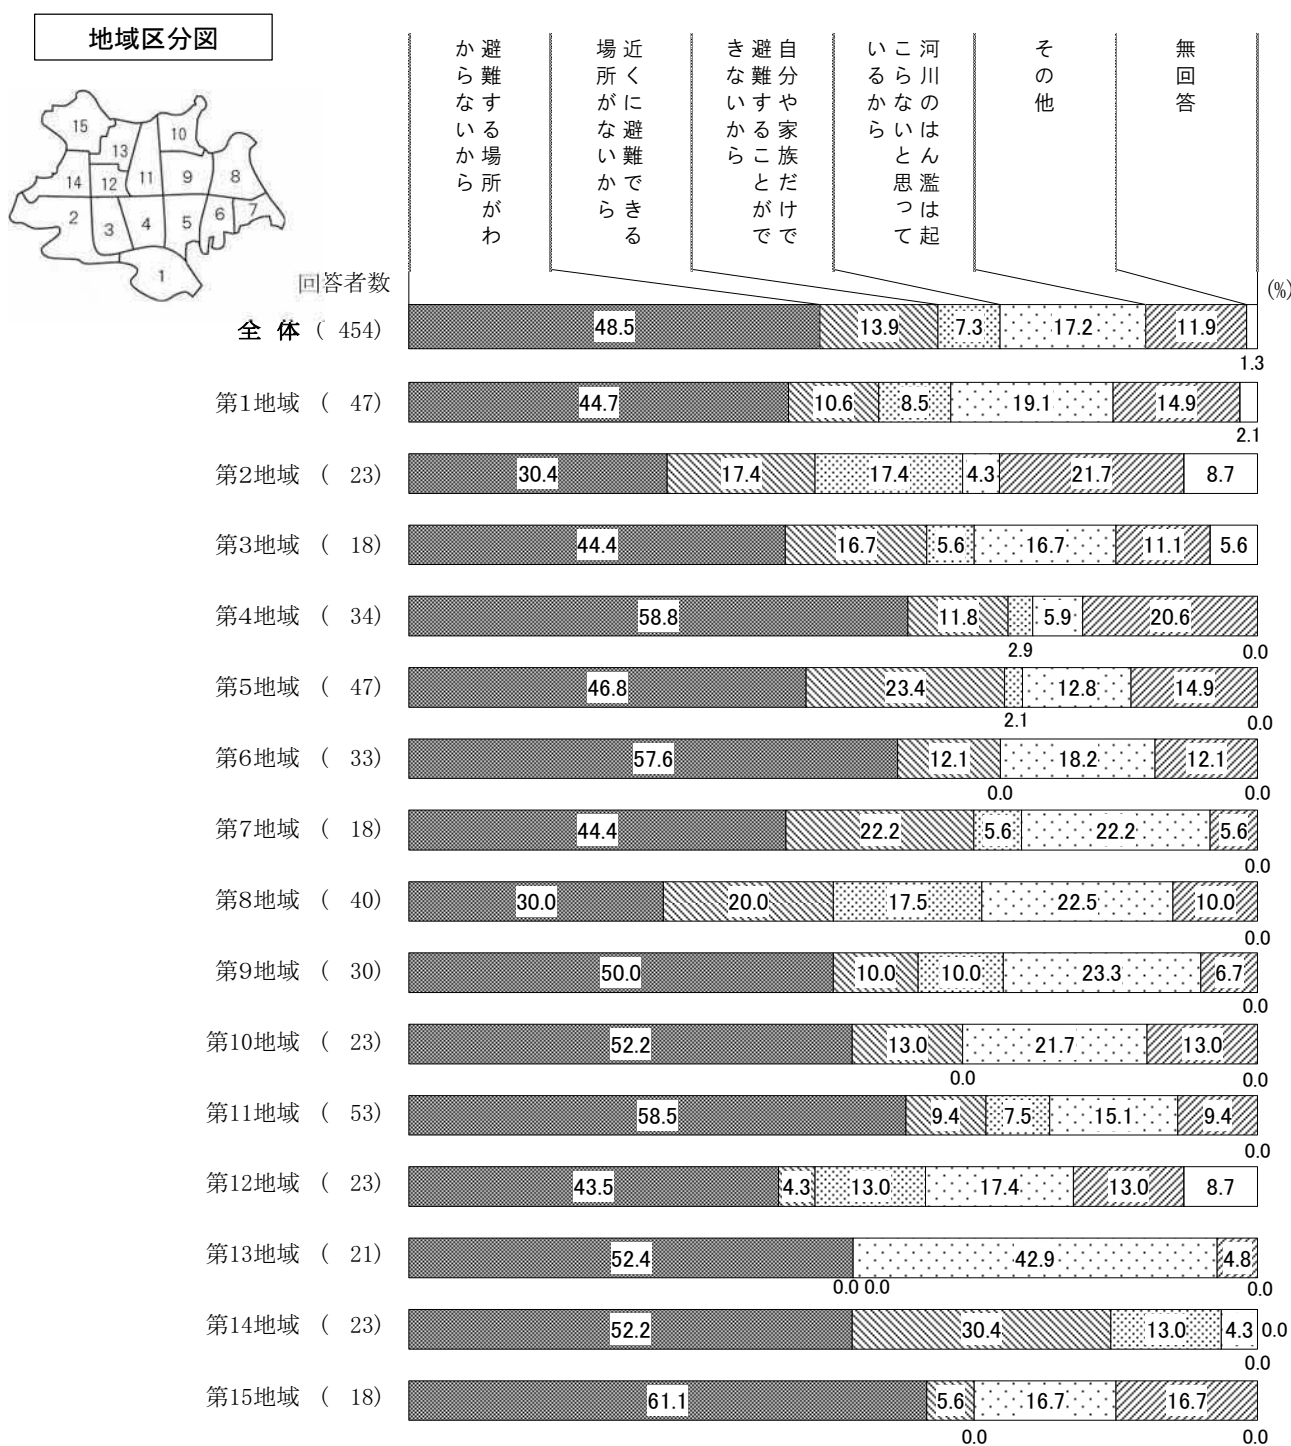 地域区分図
15
10
13
14
12
11
9
8
2
3
4
5
6
7
1
避難する場所がわ
からないから
近くに避難できる
場所がないから
自分や家族だけで
避難することがで
きないから
河川のはん濫は起
こらないと思って
いるから
その他
無回答
回答者数
(%)
全 体 ( 454) 48.5 13.9 7.3 17.2 11.9
1.3
第1地域 ( 47) 44.7 10.6 8.5 19.1 14.9
2.1
第2地域 ( 23) 30.4 17.4 17.4 4.3 21.7 8.7
第3地域 ( 18) 44.4 16.7 5.6 16.7 11.1 5.6
第4地域 ( 34) 58.8 11.8 5.9 20.6
2.9 0.0
第5地域 ( 47) 46.8 23.4 12.8 14.9
2.1 0.0
第6地域 ( 33) 57.6 12.1 18.2 12.1
0.0 0.0
第7地域 ( 18) 44.4 22.2 5.6 22.2 5.6
0.0
第8地域 ( 40) 30.0 20.0 17.5 22.5 10.0
0.0
第9地域 ( 30) 50.0 10.0 10.0 23.3 6.7
0.0
第10地域 ( 23) 52.2 13.0 21.7 13.0
0.0 0.0
第11地域 ( 53) 58.5 9.4 7.5 15.1 9.4
0.0
第12地域 ( 23) 43.5 4.3 13.0 17.4 13.0 8.7
第13地域 ( 21) 52.4 42.9 4.8
0.0 0.0 0.0
第14地域 ( 23) 52.2 30.4 13.0 4.3 0.0
0.0
第15地域 ( 18) 61.1 5.6 16.7 16.7
0.0 0.0